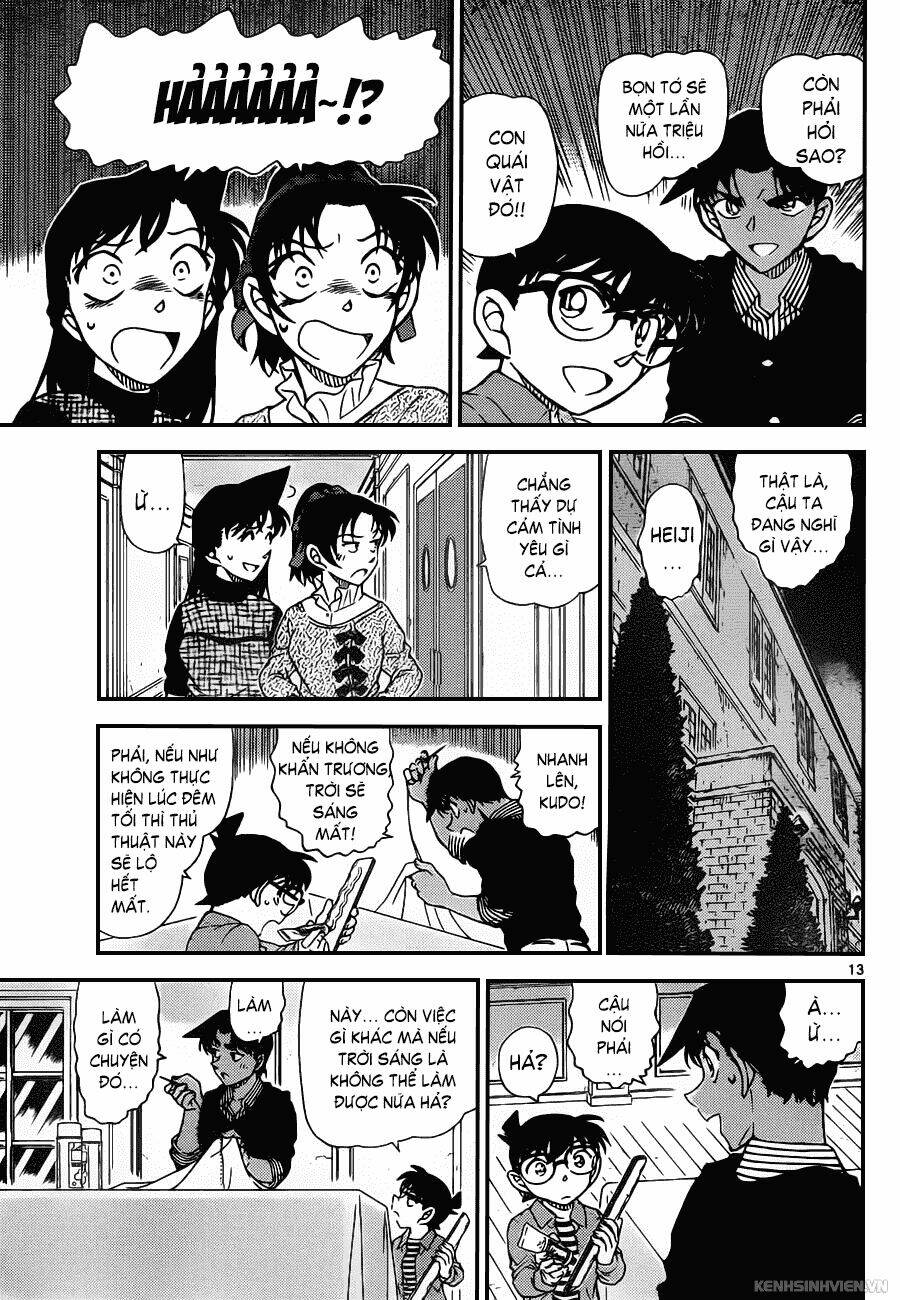 CÒN
PHẢI
HỎI
SAO?
BỌN TỚ SẼ
MỘT LẦN
NỮA TRIỆU
HỒI...
CON
QUÁI
VẬT
ĐÓ!!
HẢẢẢẢẢẢ~!?
THẬT LÀ,
CẬU TA
ĐANG NGHĨ
GÌ VẬY...
HEIJI
...
CHẲNG
THẤY DỰ
CẢM TÌNH
YÊU GÌ
CẢ...
Ừ...
NHANH
LÊN,
KUDO!
NẾU KHÔNG
KHẨN TRƯƠNG
TRỜI SẼ
SÁNG
MẤT!
PHẢI, NẾU NHƯ
KHÔNG THỰC
HIỆN LÚC ĐÊM
TỐI THÌ THỦ
THUẬT NÀY
SẼ LỘ
HẾT
MẤT.
13
À...
Ừ...
CẬU
NÓI
PHẢI
...
HẢ?
NÀY... CÒN VIỆC
GÌ KHÁC MÀ NẾU
TRỜI SÁNG LÀ
KHÔNG THỂ LÀM
ĐƯỢC NỮA HẢ?
LÀM
...
LÀM
GÌ CÓ
CHUYỆN
ĐÓ...
KENHSINHVIEN.VN